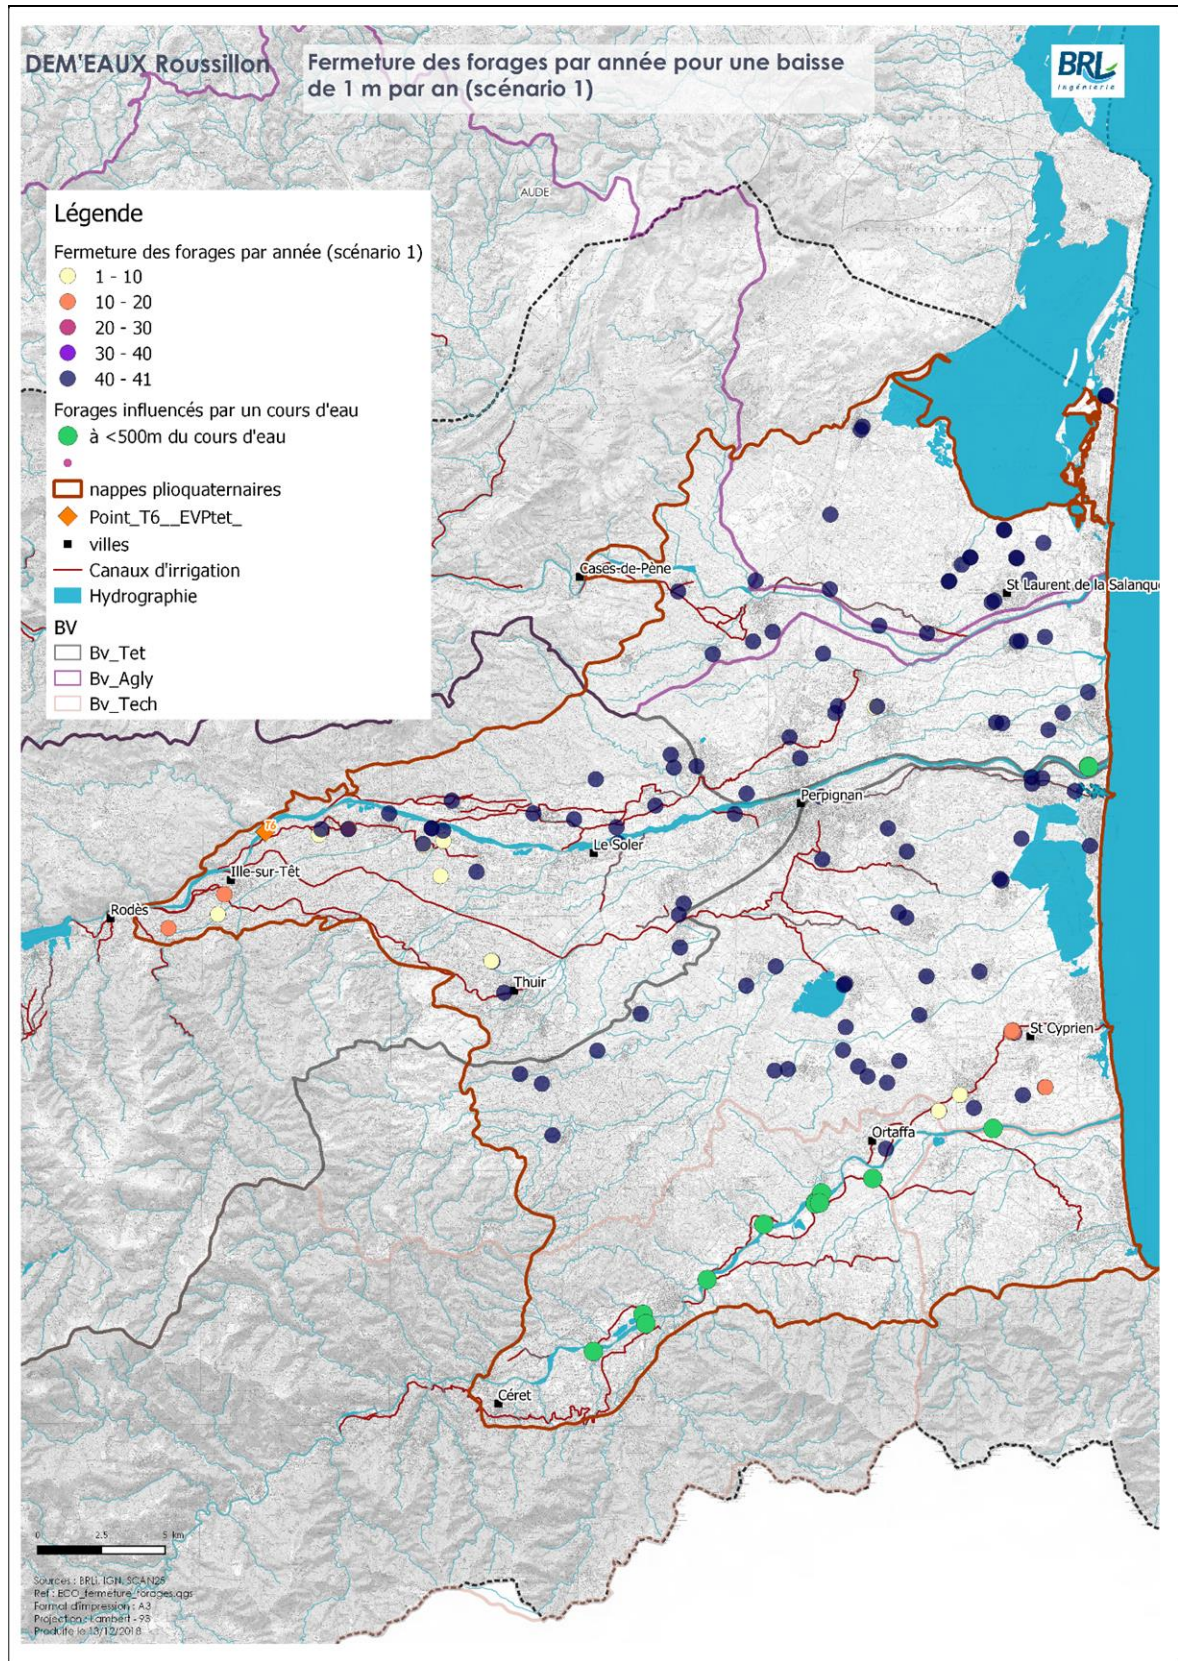 DEM'EAUX Roussillon
Fermeture des forages par année pour une baisse
de 1 m par an (scénario 1)
BRL
Ingénierie
Légende
Fermeture des forages par année (scénario 1)
1 - 10
10 - 20
20 - 30
30 - 40
40 - 41
Forages influencés par un cours d'eau
à <500m du cours d'eau
nappes plioquaternaires
Point_T6__EVPtet_
villes
Canaux d'irrigation
Hydrographie
BV
Bv_Tet
Bv_Agly
Bv_Tech
AUDE
Cases-de-Pène
St Laurent de la Salanque
Perpignan
T6
Le Soler
Ille-sur-Têt
Rodès
Thuir
St Cyprien
Ortaffa
Céret
0 2.5 5 km
Sources : BRLi, IGN, SCAN25
Ref : ECO_fermeture_forages.qgs
Format d'impression : A3
Projection : Lambert - 93
Produite le 13/12/2018